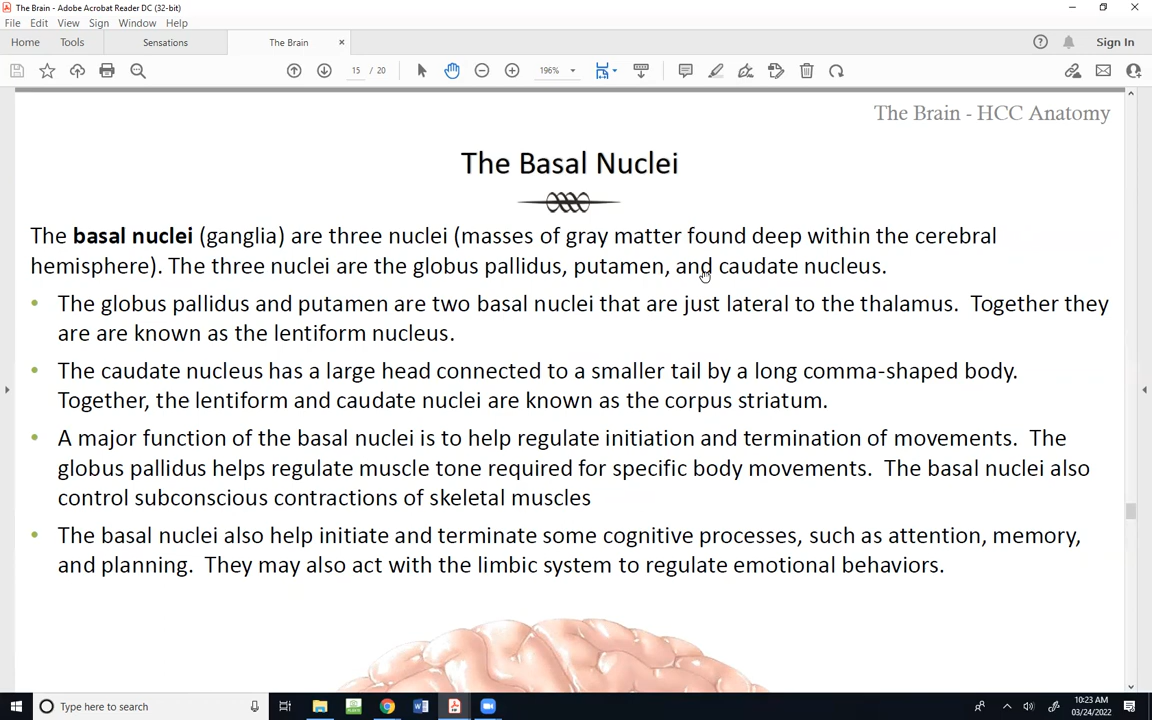 The Brain - Adobe Acrobat Reader DC (32-bit)
File Edit View Sign Window Help
Home Tools Sensations The Brain × Sign In
15 / 20 196%
The Brain - HCC Anatomy
The Basal Nuclei
The basal nuclei (ganglia) are three nuclei (masses of gray matter found deep within the cerebral
hemisphere). The three nuclei are the globus pallidus, putamen, and caudate nucleus.
• The globus pallidus and putamen are two basal nuclei that are just lateral to the thalamus. Together they
are are known as the lentiform nucleus.
• The caudate nucleus has a large head connected to a smaller tail by a long comma-shaped body.
Together, the lentiform and caudate nuclei are known as the corpus striatum.
• A major function of the basal nuclei is to help regulate initiation and termination of movements. The
globus pallidus helps regulate muscle tone required for specific body movements. The basal nuclei also
control subconscious contractions of skeletal muscles
• The basal nuclei also help initiate and terminate some cognitive processes, such as attention, memory,
and planning. They may also act with the limbic system to regulate emotional behaviors.
Type here to search
10:23 AM
03/24/2022